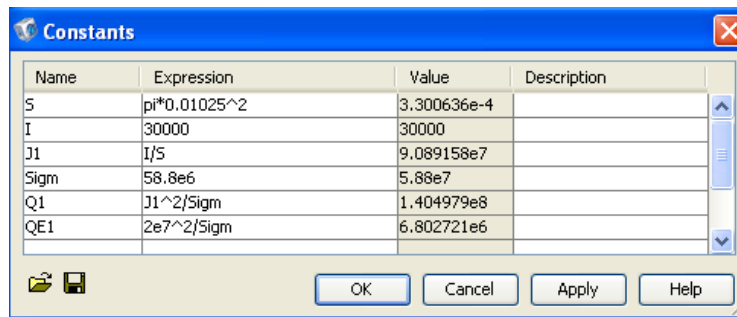 Constants
Name Expression Value Description
S pi*0.01025^2 3.300636e-4
I 30000 30000
J1 I/S 9.089158e7
Sigm 58.8e6 5.88e7
Q1 J1^2/Sigm 1.404979e8
QE1 2e7^2/Sigm 6.802721e6
OK Cancel Apply Help